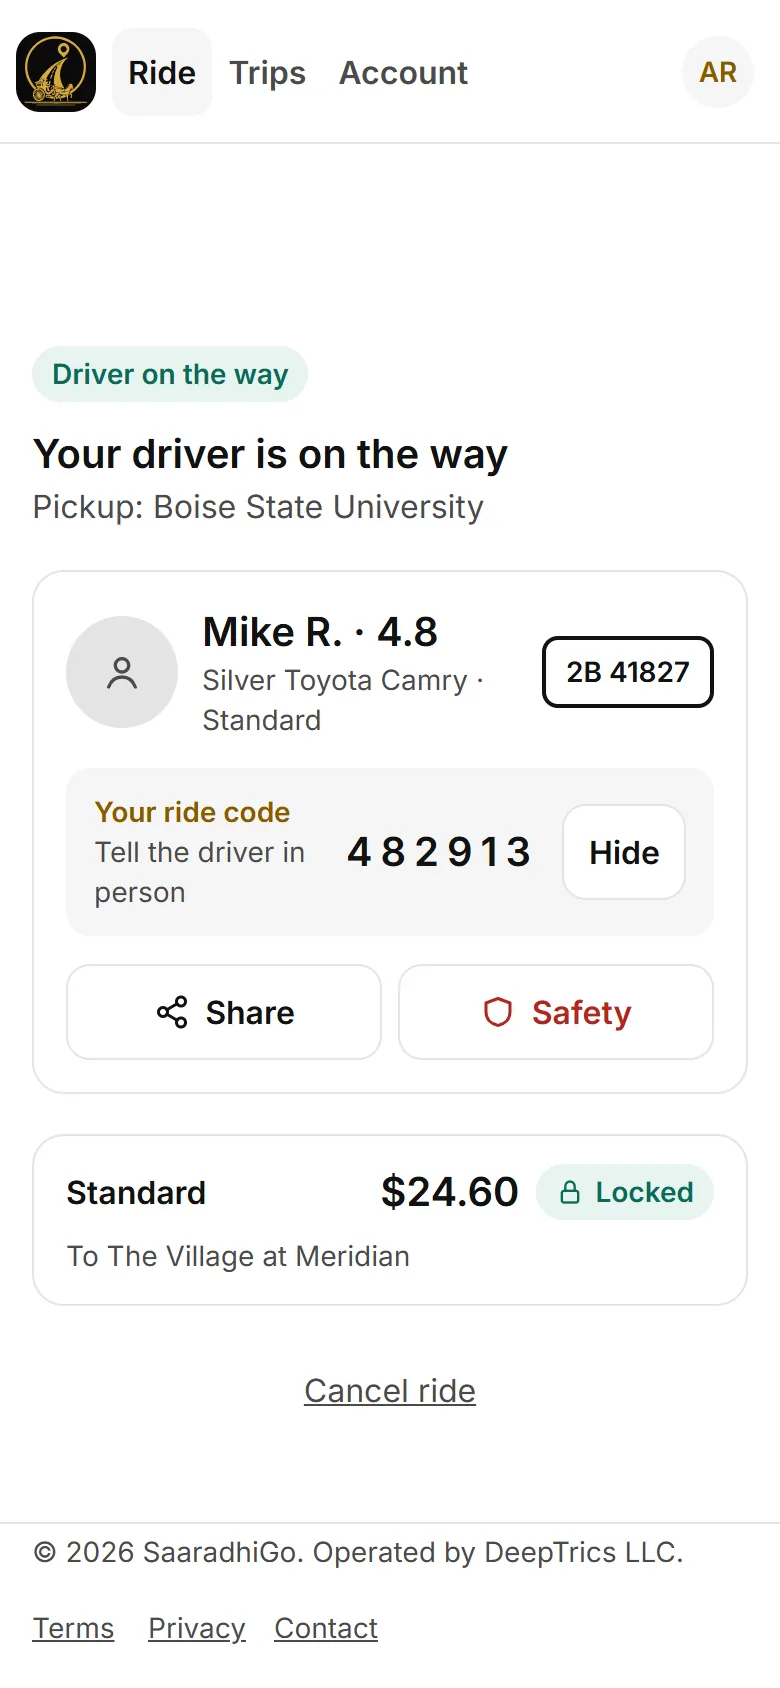 Ride Trips Account AR
Driver on the way
Your driver is on the way
Pickup: Boise State University
Mike R. · 4.8
Silver Toyota Camry ·
Standard
2B 41827
Your ride code
Tell the driver in
person
482913
Hide
Share
Safety
Standard $24.60 Locked
To The Village at Meridian
Cancel ride
© 2026 SaaradhiGo. Operated by DeepTrics LLC.
Terms Privacy Contact